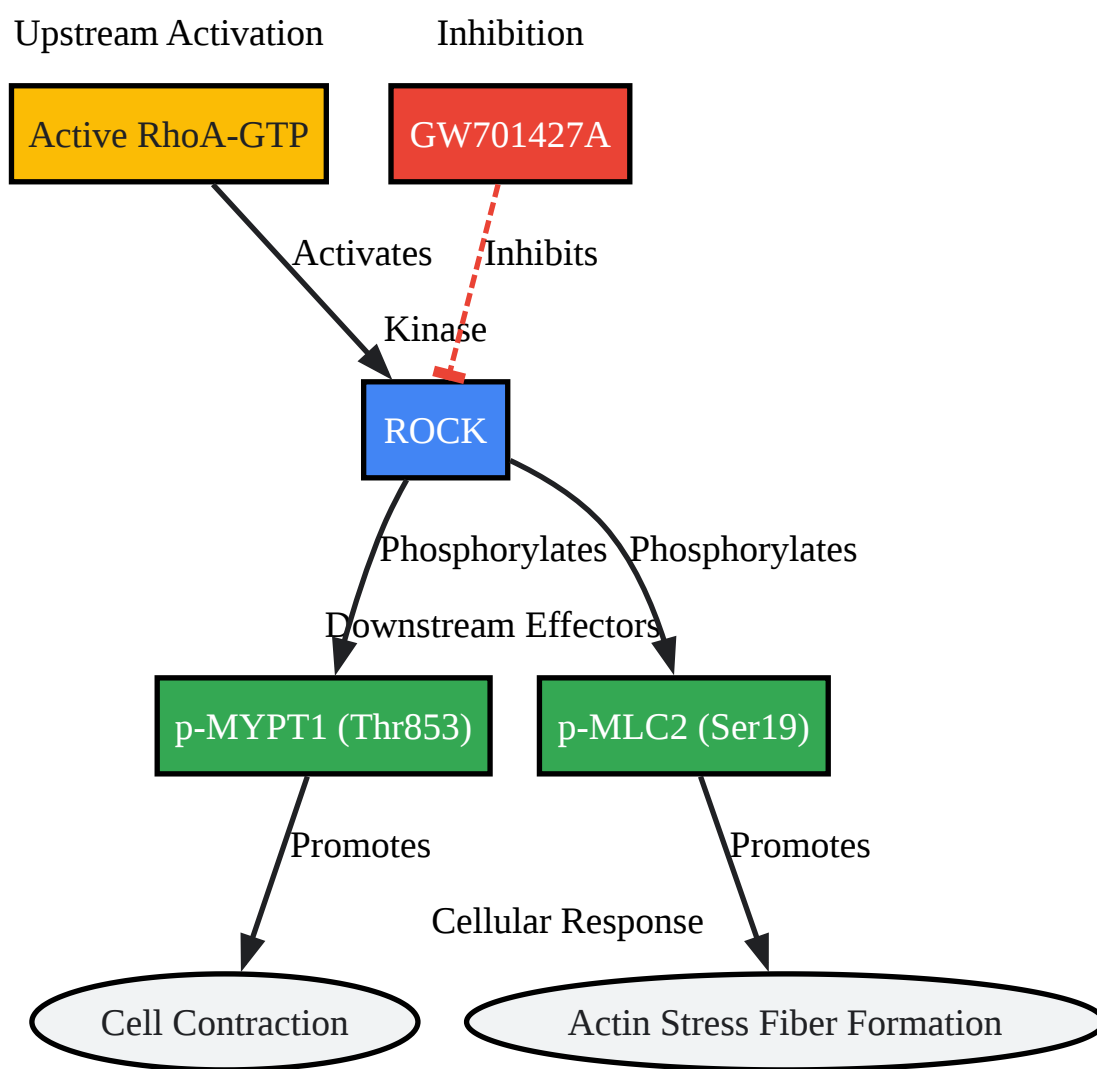 Upstream Activation
Inhibition
Active RhoA-GTP
GW701427A
Activates
Inhibits
Kinase
ROCK
Phosphorylates
Phosphorylates
Downstream Effectors
p-MYPT1 (Thr853)
p-MLC2 (Ser19)
Promotes
Promotes
Cellular Response
Cell Contraction
Actin Stress Fiber Formation